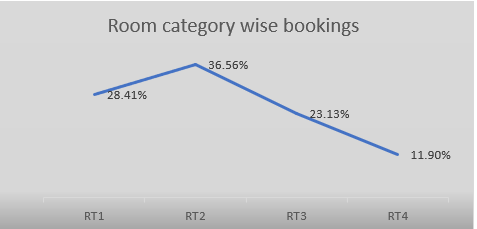 Room category wise bookings
36.56%
28.41%
23.13%
11.90%
RT1 RT2 RT3 RT4